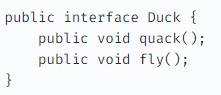 public interface Duck {
    public void quack();
    public void fly();
}